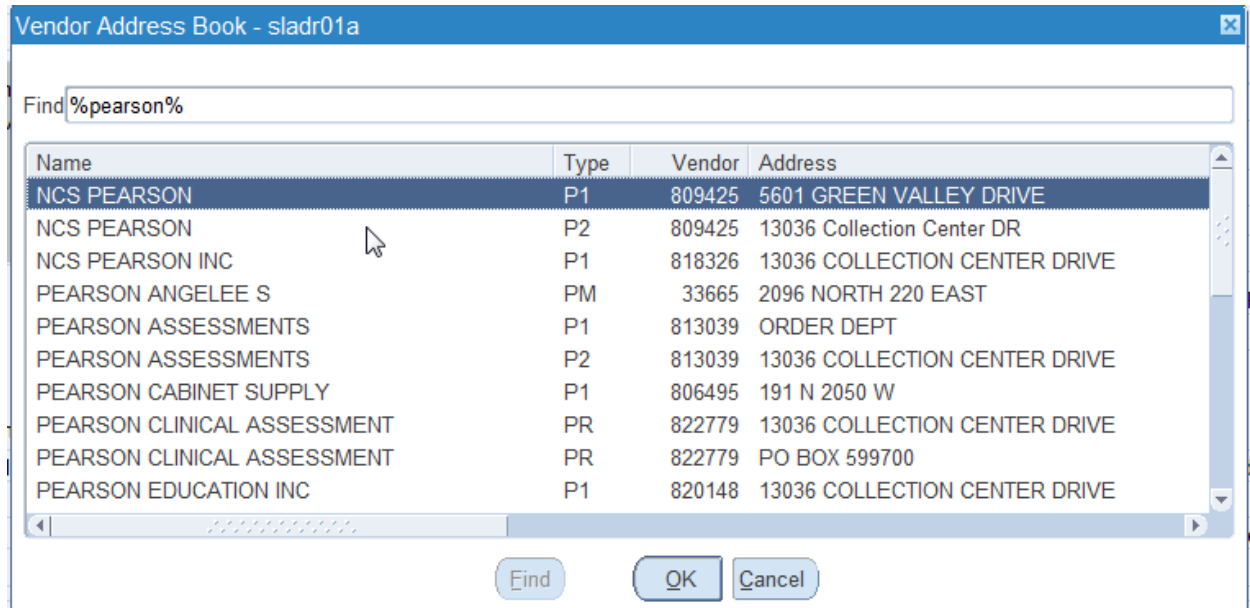 Vendor Address Book - sladr01a
Find %pearson%
Name Type Vendor Address
NCS PEARSON P1 809425 5601 GREEN VALLEY DRIVE
NCS PEARSON P2 809425 13036 Collection Center DR
NCS PEARSON INC P1 818326 13036 COLLECTION CENTER DRIVE
PEARSON ANGELEE S PM 33665 2096 NORTH 220 EAST
PEARSON ASSESSMENTS P1 813039 ORDER DEPT
PEARSON ASSESSMENTS P2 813039 13036 COLLECTION CENTER DRIVE
PEARSON CABINET SUPPLY P1 806495 191 N 2050 W
PEARSON CLINICAL ASSESSMENT PR 822779 13036 COLLECTION CENTER DRIVE
PEARSON CLINICAL ASSESSMENT PR 822779 PO BOX 599700
PEARSON EDUCATION INC P1 820148 13036 COLLECTION CENTER DRIVE
Find OK Cancel